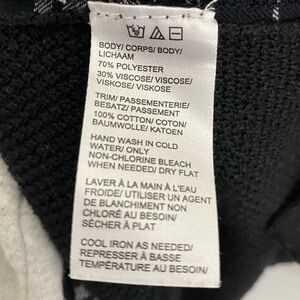 BODY/ CORPS/ BODY/
LICHAAM
70% POLYESTER
30% VISCOSE/ VISCOSE/
VISKOSE/ VISKOSE
TRIM/ PASSEMENTERIE/
BESATZ/ PASSEMENT
100% COTTON/ COTON/
BAUMWOLLE/ KATOEN
HAND WASH IN COLD
WATER/ ONLY
NON-CHLORINE BLEACH
WHEN NEEDED/ DRY FLAT
LAVER À LA MAIN À L'EAU
FROIDE/ UTILISER UN AGENT
DE BLANCHIMENT NON
CHLORÉ AU BESOIN/
SÉCHER À PLAT
COOL IRON AS NEEDED/
REPRESSER À BASSE
TEMPÉRATURE AU BESOIN/